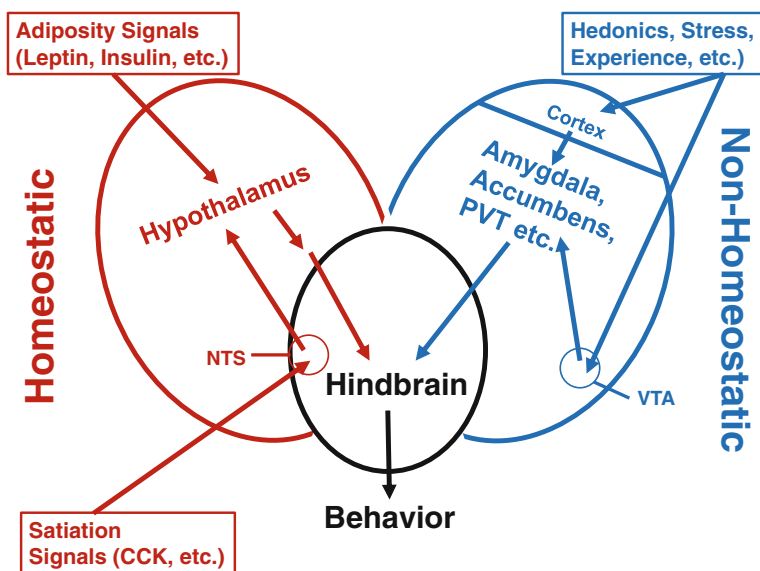 Adiposity Signals
(Leptin, Insulin, etc.)
Hedonics, Stress,
Experience, etc.)
Homeostatic
Non-Homeostatic
Hypothalamus
Cortex
Amygdala,
Accumbens,
PVT etc.
NTS
Hindbrain
VTA
Behavior
Satiation
Signals (CCK, etc.)